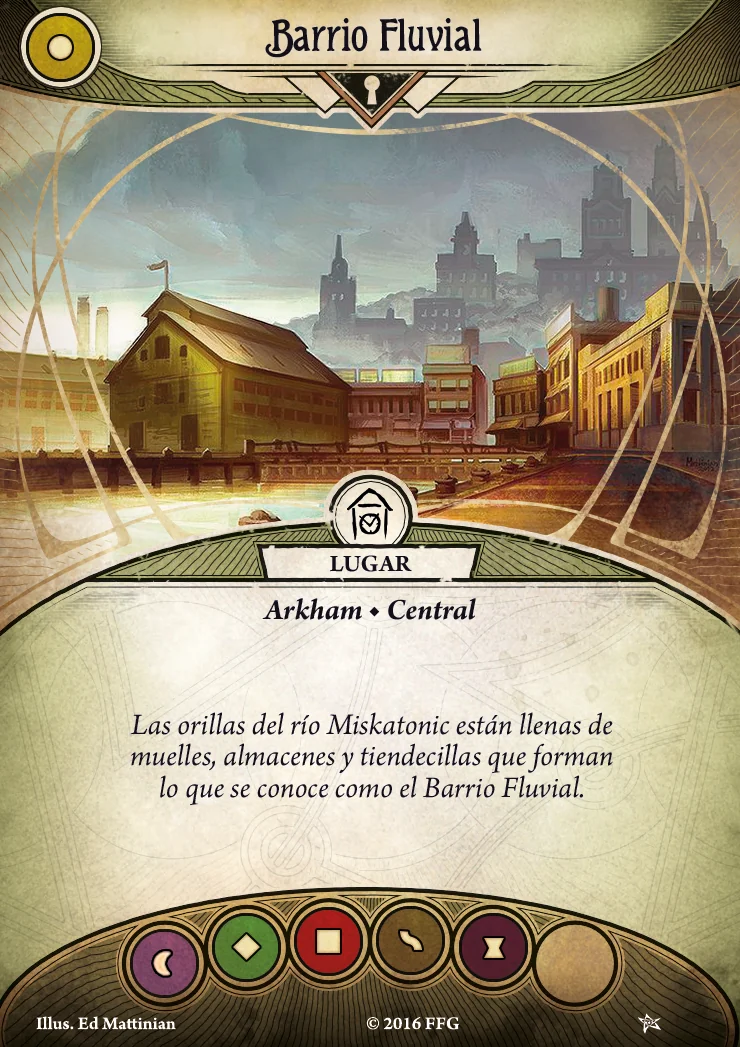 Barrio Fluvial
LUGAR
Arkham • Central
Las orillas del río Miskatonic están llenas de
muelles, almacenes y tiendecillas que forman
lo que se conoce como el Barrio Fluvial.
Illus. Ed Mattinian
© 2016 FFG